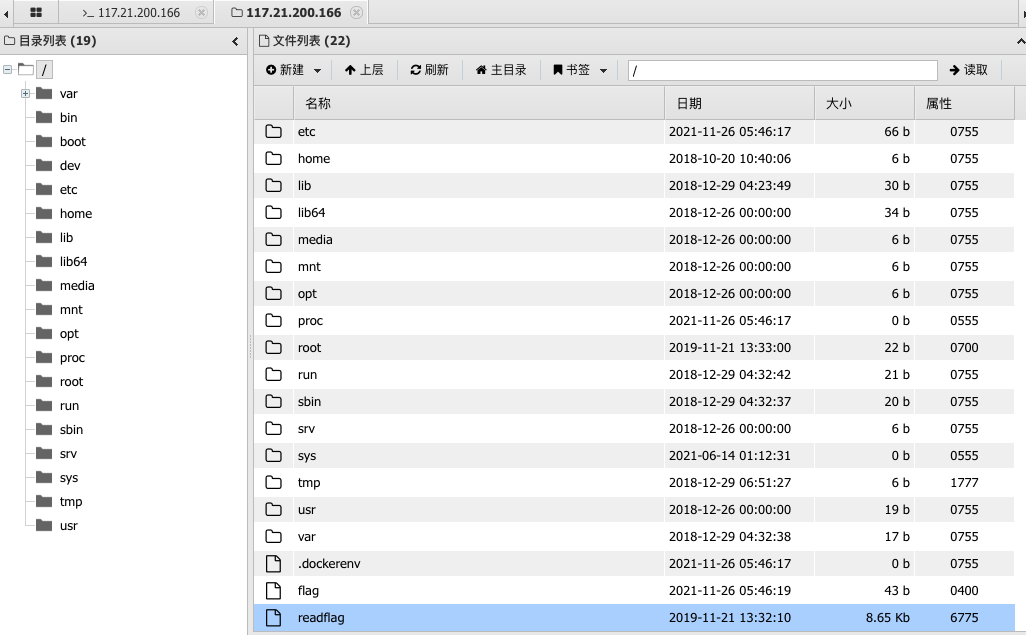 >_ 117.21.200.166
117.21.200.166
目录列表 (19)
文件列表 (22)
/
var
bin
boot
dev
etc
home
lib
lib64
media
mnt
opt
proc
root
run
sbin
srv
sys
tmp
usr
新建 上层 刷新 主目录 书签 / 读取
名称 日期 大小 属性
etc 2021-11-26 05:46:17 66 b 0755
home 2018-10-20 10:40:06 6 b 0755
lib 2018-12-29 04:23:49 30 b 0755
lib64 2018-12-26 00:00:00 34 b 0755
media 2018-12-26 00:00:00 6 b 0755
mnt 2018-12-26 00:00:00 6 b 0755
opt 2018-12-26 00:00:00 6 b 0755
proc 2021-11-26 05:46:17 0 b 0555
root 2019-11-21 13:33:00 22 b 0700
run 2018-12-29 04:32:42 21 b 0755
sbin 2018-12-29 04:32:37 20 b 0755
srv 2018-12-26 00:00:00 6 b 0755
sys 2021-06-14 01:12:31 0 b 0555
tmp 2018-12-29 06:51:27 6 b 1777
usr 2018-12-26 00:00:00 19 b 0755
var 2018-12-29 04:32:38 17 b 0755
.dockerenv 2021-11-26 05:46:17 0 b 0755
flag 2021-11-26 05:46:19 43 b 0400
readflag 2019-11-21 13:32:10 8.65 Kb 6775